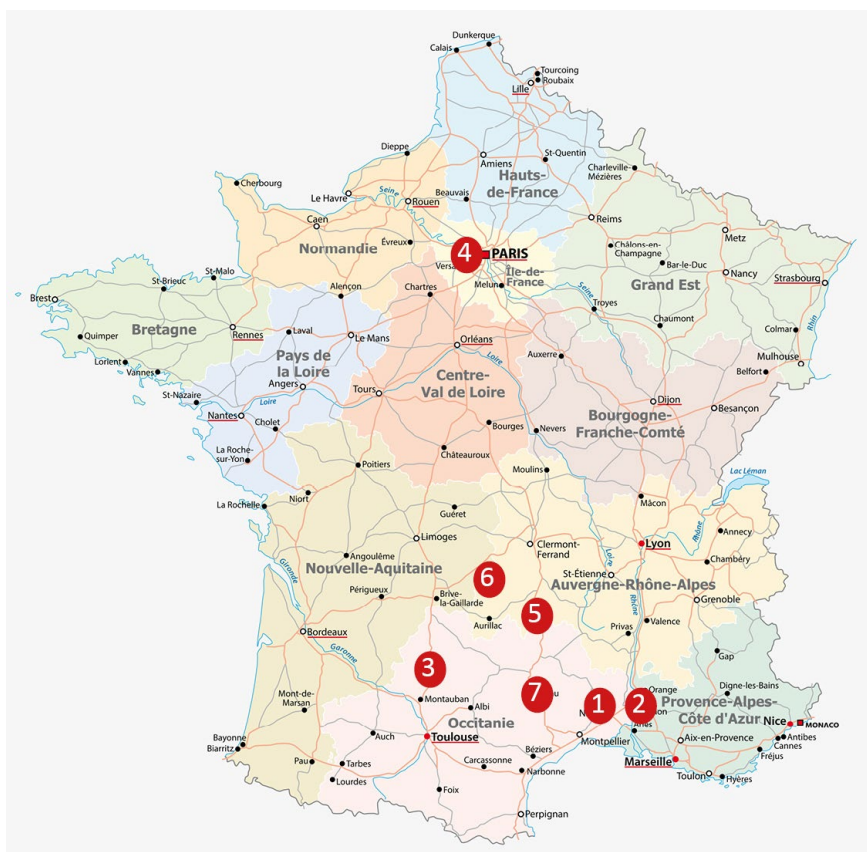 Dunkerque
Calais
Tourcoing
Roubaix
Lille
Dieppe
Amiens
St-Quentin
Hauts-
de-France
Charleville-
Mézières
Cherbourg
Le Havre
Seine
Rouen
Beauvais
Caen
Reims
Normandie
Évreux
4
PARIS
Versa
Île-de-
France
Melun
Châlons-en-
Champagne
Metz
Bar-le-Duc
Nancy
Grand Est
Strasbourg
St-Malo
St-Brieuc
Alençon
Chartres
Seine
Troyes
Brest
Bretagne
Rennes
Laval
Le Mans
Chaumont
Colmar
Rhin
Quimper
Orléans
Loire
Auxerre
Mulhouse
Belfort
Lorient
Vannes
Pays de
la Loire
Angers
Tours
Centre-
Val de Loire
St-Nazaire
Loire
Nantes
Cholet
Dijon
Besançon
Bourgogne-
Franche-Comté
Bourges
Nevers
La Roche-
sur-Yon
Poitiers
Châteauroux
Moulins
Lac Léman
La Rochelle
Niort
Guéret
Mâcon
Limoges
Clermont-
Ferrand
Lyon
Rhône
Annecy
Angoulême
Loire
Chambéry
Gironde
Nouvelle-Aquitaine
6
St-Étienne
Auvergne-Rhône-Alpes
Périgueux
Brive-
la-Gaillarde
Rhône
Grenoble
Aurillac
5
Privas
Valence
Bordeaux
Garonne
3
Gap
Mont-de-
Marsan
Montauban
Albi
7
1
2
Orange
Digne-les-Bains
Provence-Alpes-
Côte d'Azur
Nice
MONACO
Occitanie
Arles
Bayonne
Biarritz
Auch
Toulouse
Montpellier
Aix-en-Provence
Antibes
Cannes
Fréjus
Pau
Tarbes
Lourdes
Carcassonne
Béziers
Narbonne
Marseille
Toulon
Hyères
Foix
Perpignan